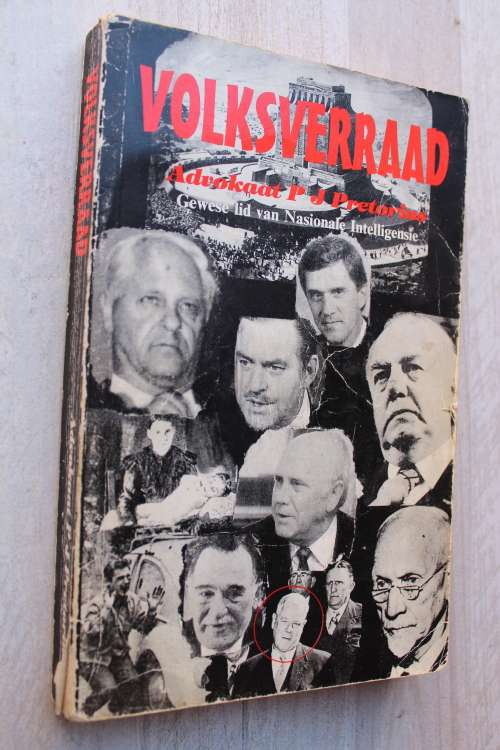 VOLKSVERRAAD
Advokaat P J Pretorius
Gewese lid van Nasionale Intelligensie
VOLKSVERRAAD